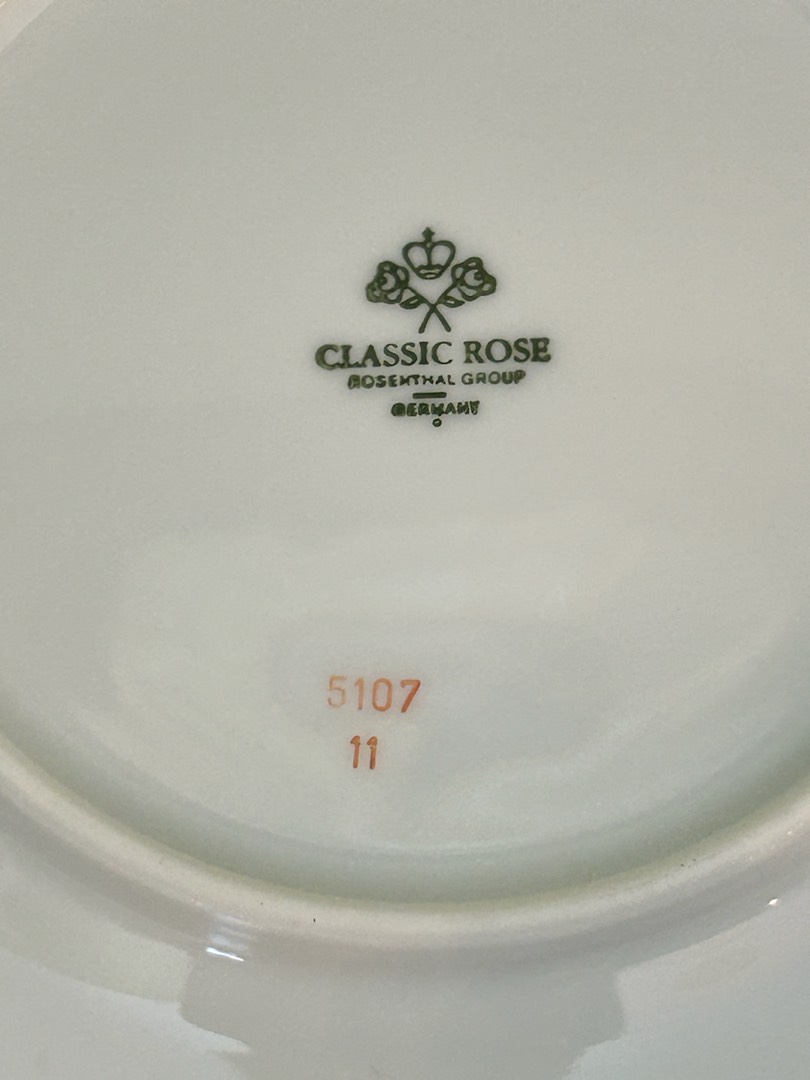 CLASSIC ROSE
ROSENTHAL GROUP
GERMANY
5107
11